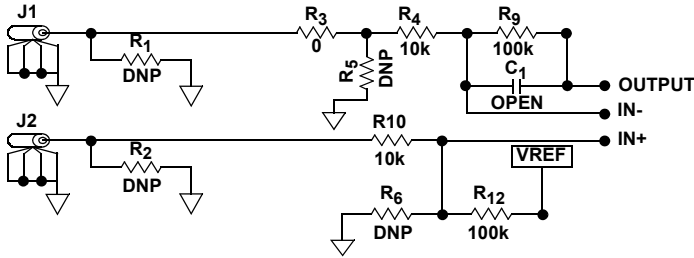 J1
R1
DNP
R3
0
R5
DNP
R4
10k
R9
100k
C1
OPEN
OUTPUT
IN-
J2
R2
DNP
R10
10k
IN+
VREF
R6
DNP
R12
100k